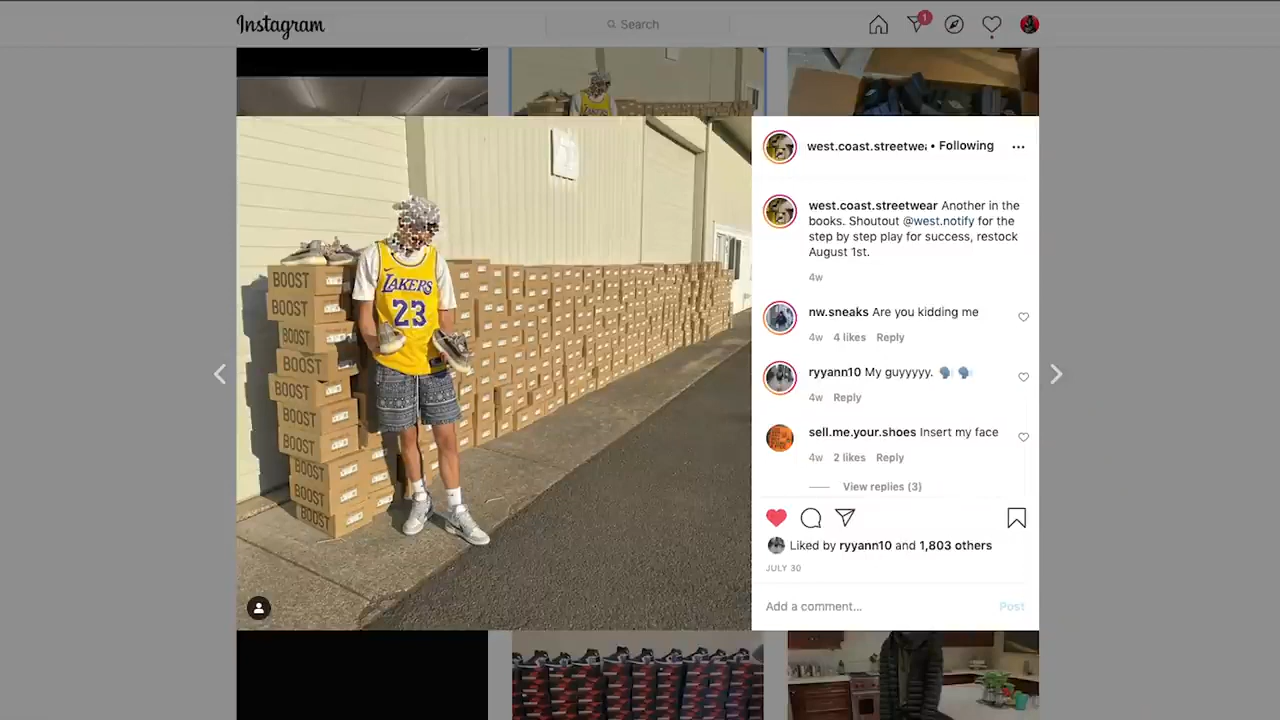 Instagram
Search
1
west.coast.streetwea • Following
west.coast.streetwear Another in the
books. Shoutout @west.notify for the
step by step play for success, restock
August 1st.
4w
nw.sneaks Are you kidding me
4w 4 likes Reply
ryyann10 My guyyyyy. 🗣️ 🗣️
4w Reply
sell.me.your.shoes Insert my face
4w 2 likes Reply
View replies (3)
Liked by ryyann10 and 1,803 others
JULY 30
Add a comment... Post
LAKERS
23
BOOST
BOOST
BOOST
BOOST
BOOST
BOOST
BOOST
BOOST
BOOST
BOOST